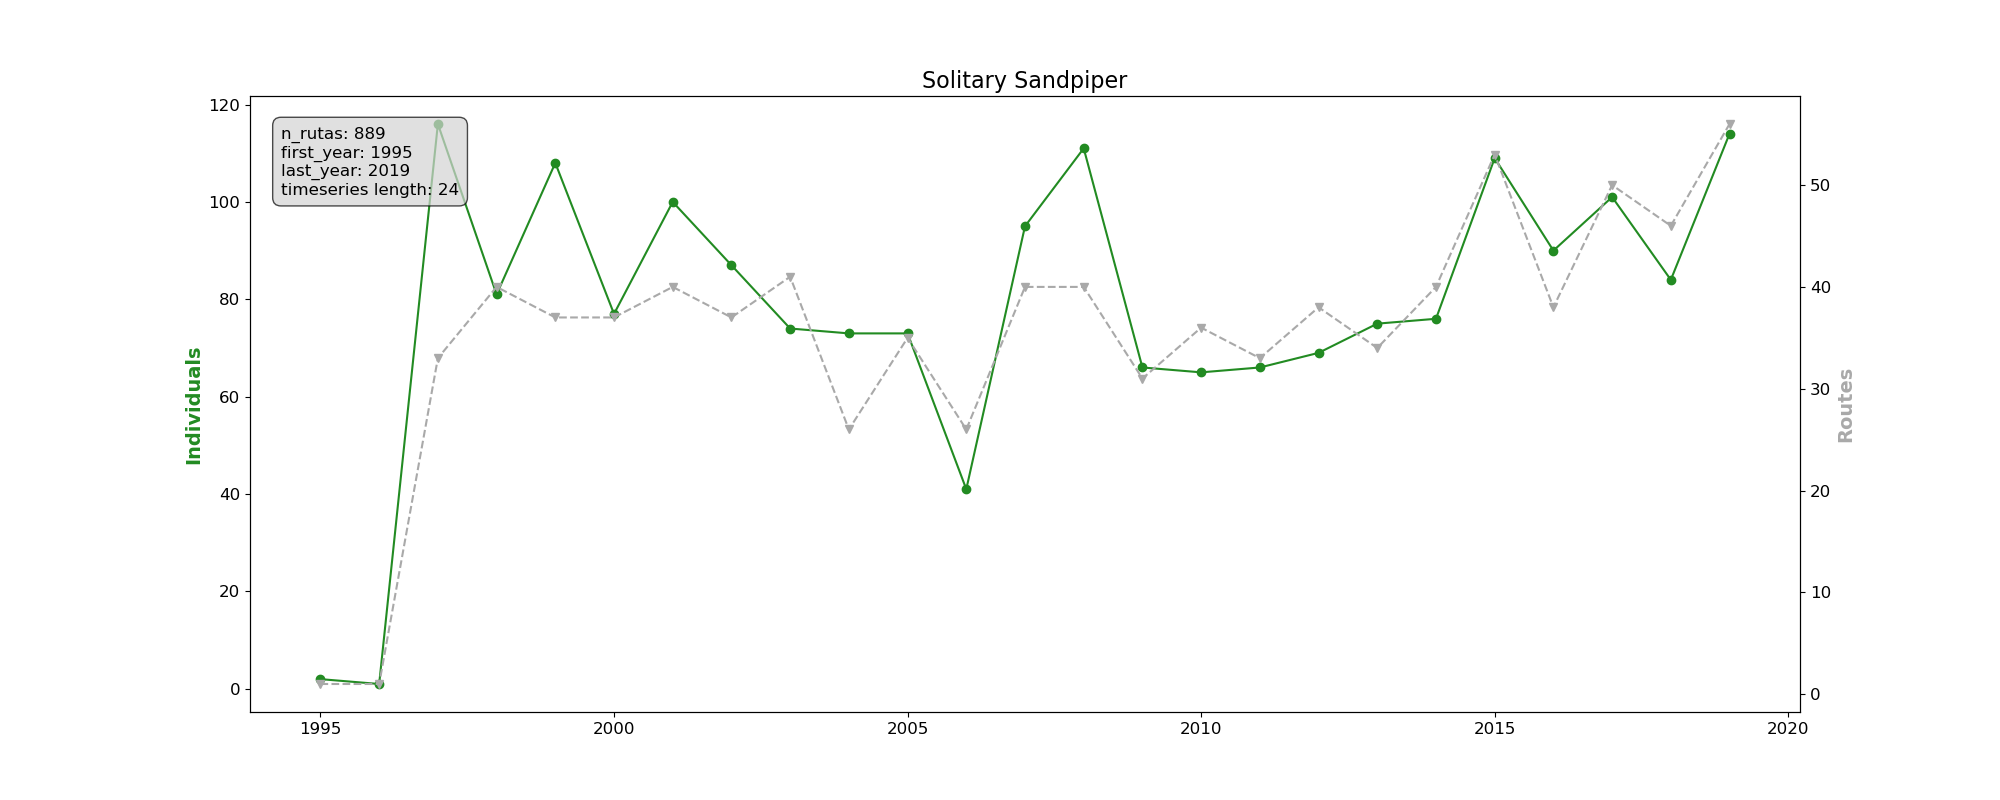 Solitary Sandpiper
n_rutas: 889
first_year: 1995
last_year: 2019
timeseries length: 24
Individuals
120
100
80
60
40
20
0
Routes
50
40
30
20
10
0
1995 2000 2005 2010 2015 2020